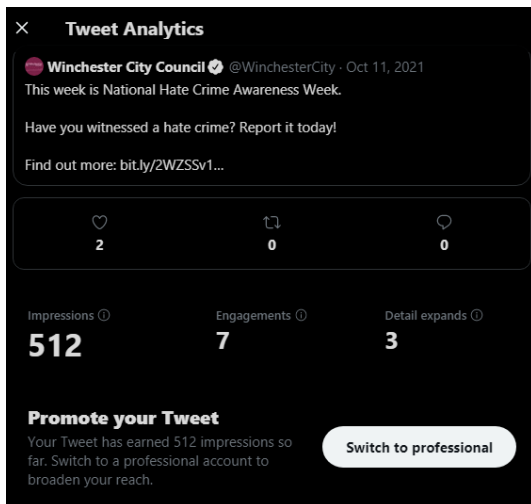 Tweet Analytics
Winchester City Council @WinchesterCity · Oct 11, 2021
This week is National Hate Crime Awareness Week.
Have you witnessed a hate crime? Report it today!
Find out more: bit.ly/2WZSSv1...
2 0 0
Impressions Engagements Detail expands
512 7 3
Promote your Tweet
Your Tweet has earned 512 impressions so
far. Switch to a professional account to
broaden your reach.
Switch to professional